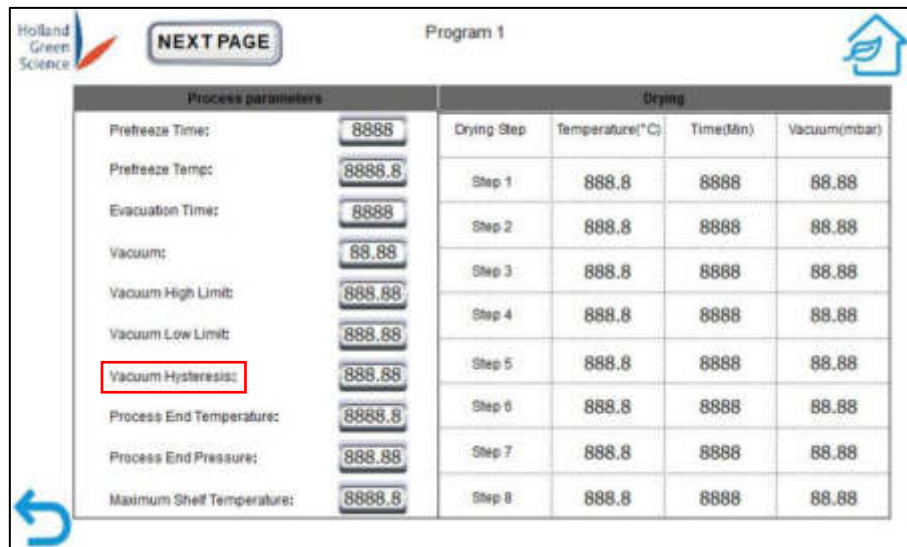 Holland
Green
Science
NEXT PAGE
Program 1
Process parameters
Prefreeze Time: 8888
Prefreeze Temp: 8888.8
Evacuation Time: 8888
Vacuum: 88.88
Vacuum High Limit: 888.88
Vacuum Low Limit: 888.88
Vacuum Hysteresis: 888.88
Process End Temperature: 8888.8
Process End Pressure: 888.88
Maximum Shelf Temperature: 8888.8
Drying
Drying Step Temperature(°C) Time(Min) Vacuum(mbar)
Step 1 888.8 8888 88.88
Step 2 888.8 8888 88.88
Step 3 888.8 8888 88.88
Step 4 888.8 8888 88.88
Step 5 888.8 8888 88.88
Step 6 888.8 8888 88.88
Step 7 888.8 8888 88.88
Step 8 888.8 8888 88.88